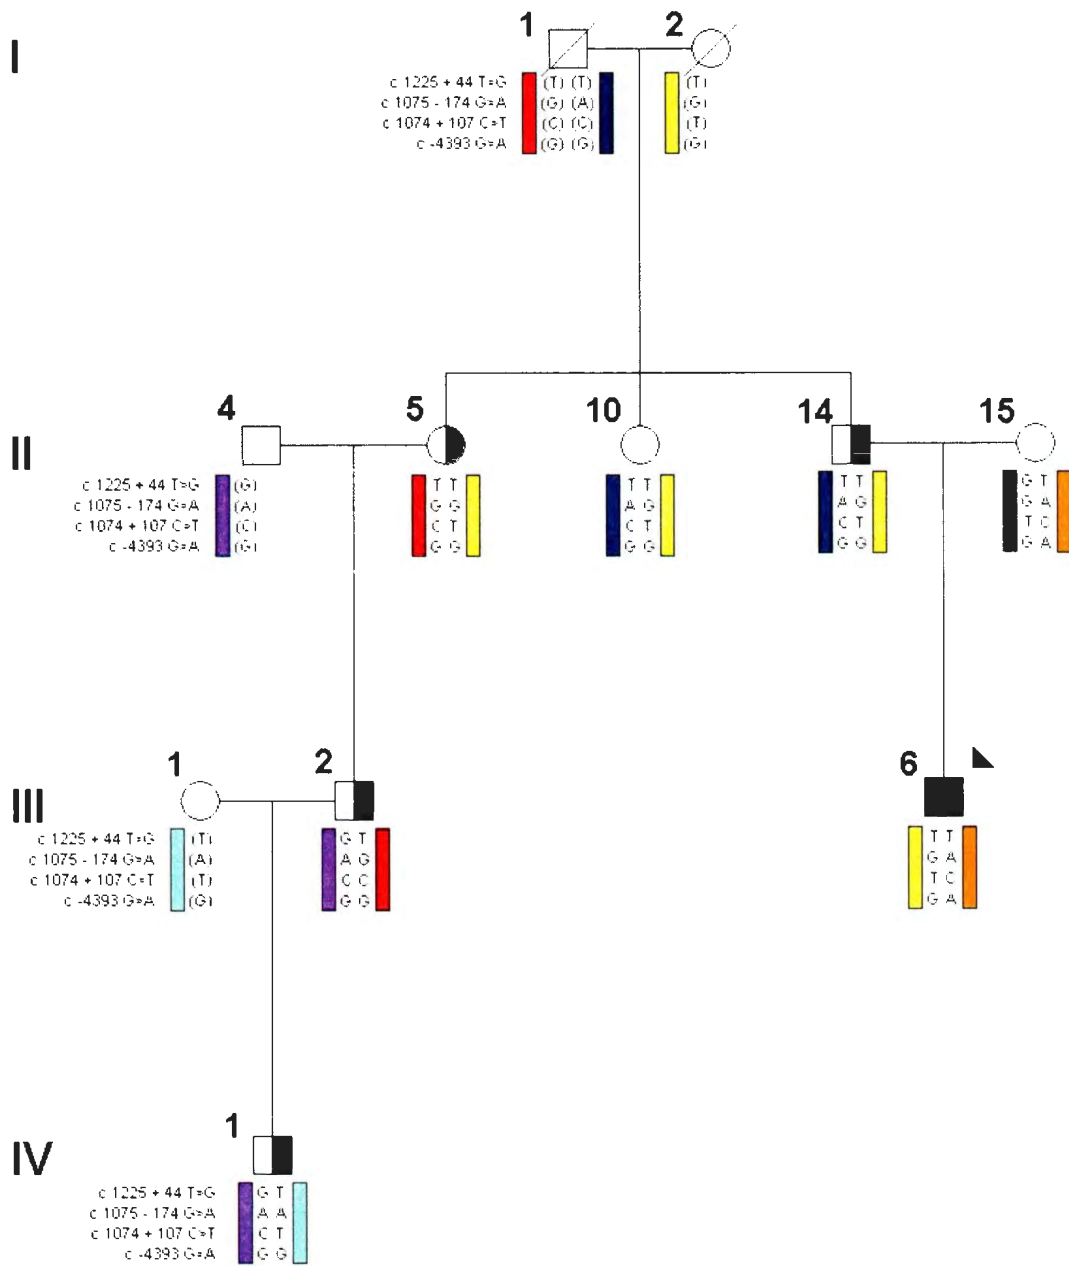 1 2
I
c 1225 + 44 T>G (T) (T) (T)
c 1075 - 174 G>A (G) (A) (G)
c 1074 + 107 C>T (C) (C) (T)
c -4393 G>A (G) (G) (G)
4 5 10 14 15
II
c 1225 + 44 T>G (G) T T T T T T G T
c 1075 - 174 G>A (A) G G A G A G G A
c 1074 + 107 C>T (C) C T C T C T T C
c -4393 G>A (G) G G G G G G G A
1 2 6
III
c 1225 + 44 T>G (T) G T T T
c 1075 - 174 G>A (A) A G G A
c 1074 + 107 C>T (T) C C T C
c -4393 G>A (G) G G G A
1
IV
c 1225 + 44 T>G G T
c 1075 - 174 G>A A A
c 1074 + 107 C>T C T
c -4393 G>A G G